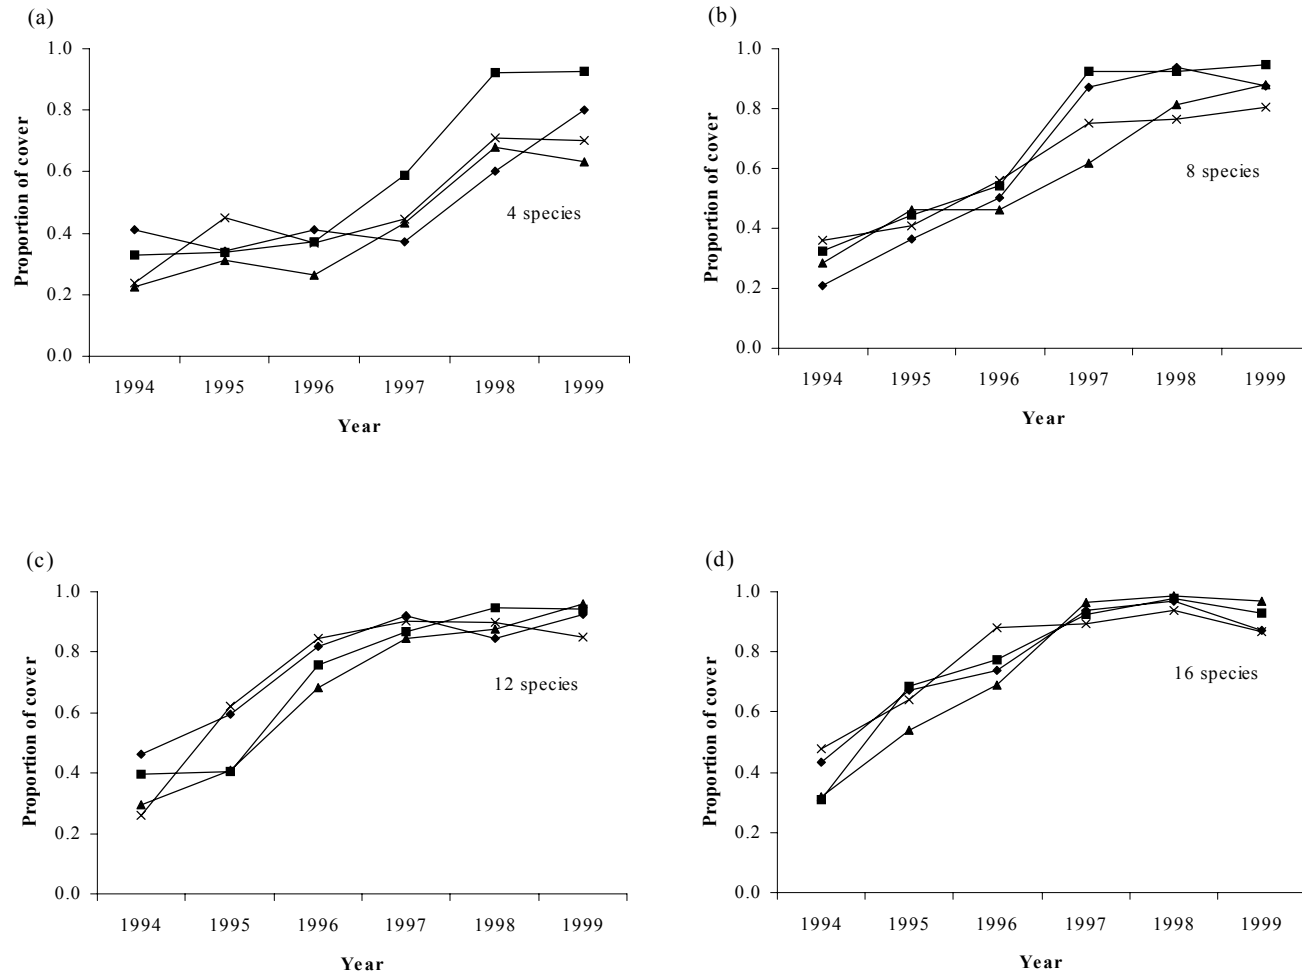 (a)
1.0
0.8
0.6
0.4
0.2
0.0
Proportion of cover
4 species
1994 1995 1996 1997 1998 1999
Year
(b)
1.0
0.8
0.6
0.4
0.2
0.0
Proportion of cover
8 species
1994 1995 1996 1997 1998 1999
Year
(c)
1.0
0.8
0.6
0.4
0.2
0.0
Proportion of cover
12 species
1994 1995 1996 1997 1998 1999
Year
(d)
1.0
0.8
0.6
0.4
0.2
0.0
Proportion of cover
16 species
1994 1995 1996 1997 1998 1999
Year